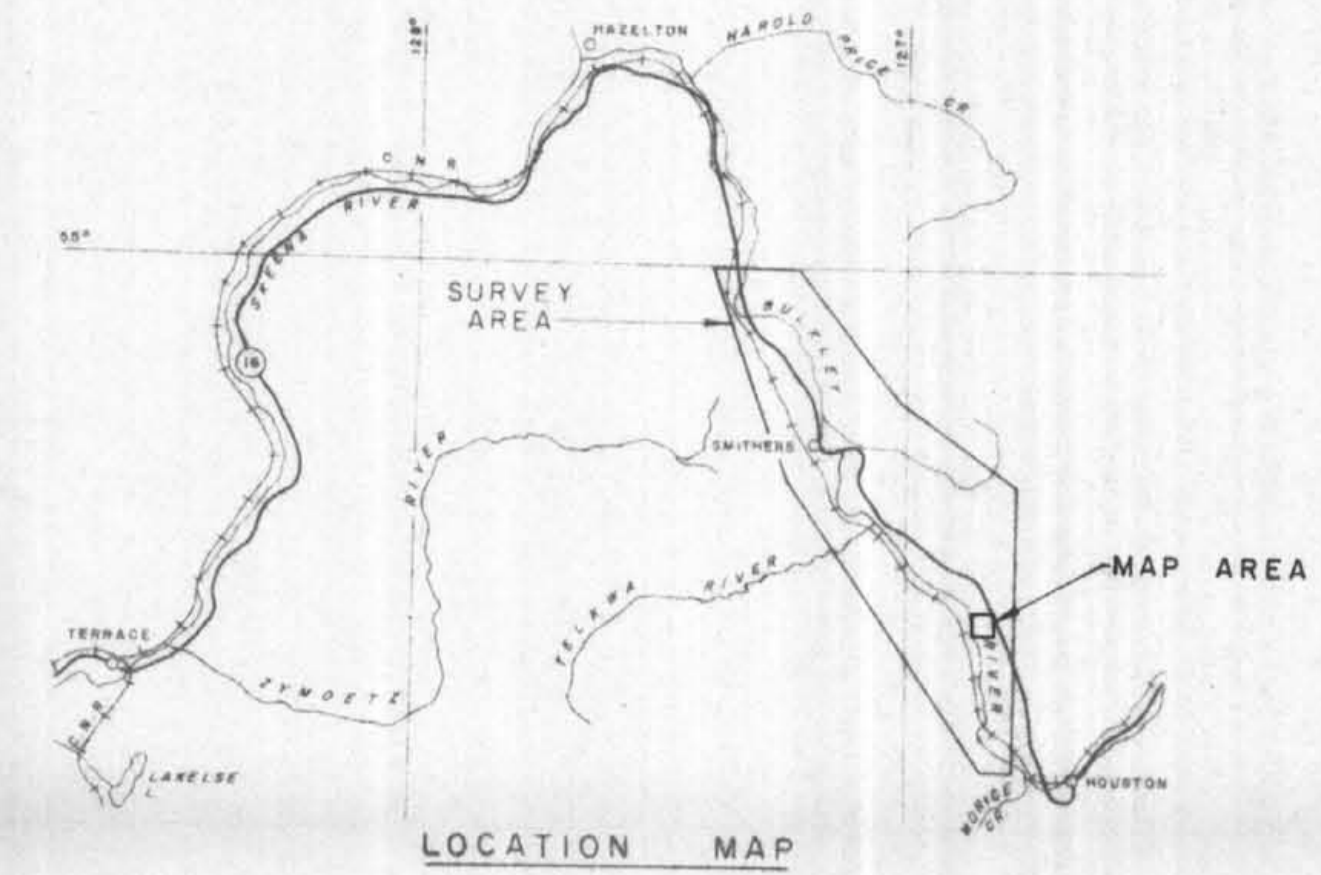 128°
HAZELTON
HAROLD PRICE CR
127°
C N R
SKEENA RIVER
55°
SURVEY
AREA
BULKLEY
16
SMITHERS
RIVER
TELKWA RIVER
MAP AREA
TERRACE
ZYMOETZ
RIVER
C.N.R.
LAKELSE
L
MORICE
CR.
HOUSTON
LOCATION MAP